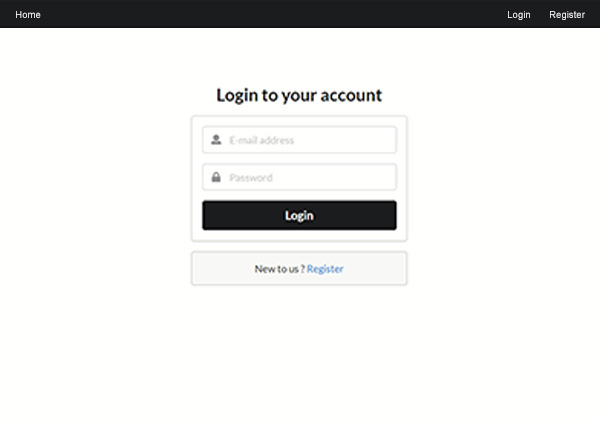 Home Login Register
Login to your account
E-mail address
Password
Login
New to us ? Register